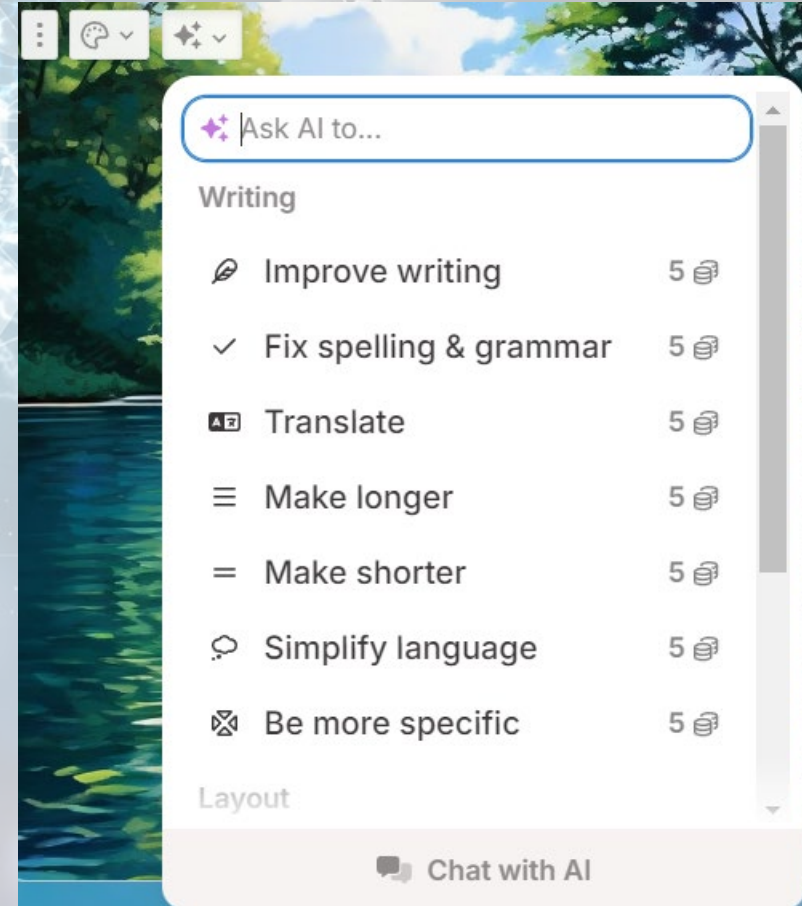 Ask AI to...
Writing
Improve writing 5
Fix spelling & grammar 5
Translate 5
Make longer 5
Make shorter 5
Simplify language 5
Be more specific 5
Layout
Chat with AI